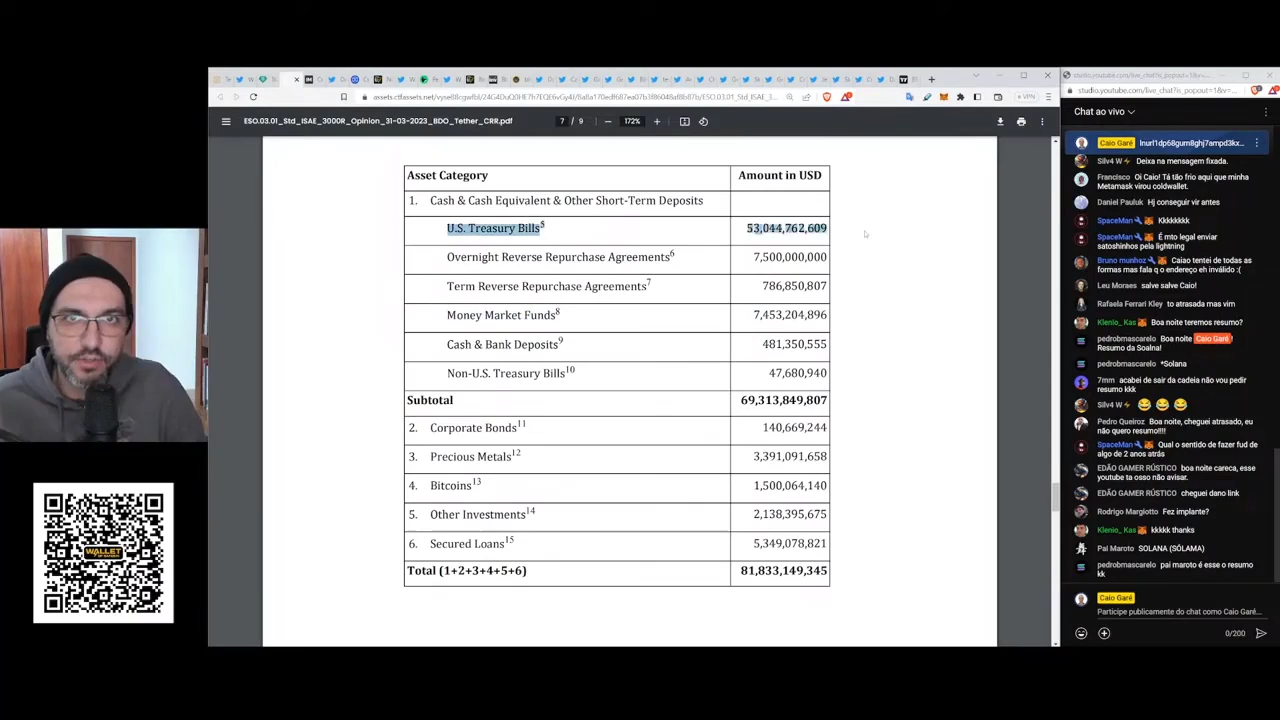 ESO.03.01_Std_ISAE_3000R_Opinion_31-03-2023_BDO_Tether_CRR.pdf
7 / 9
172%
Asset Category Amount in USD
1. Cash & Cash Equivalent & Other Short-Term Deposits
U.S. Treasury Bills5 53,044,762,609
Overnight Reverse Repurchase Agreements6 7,500,000,000
Term Reverse Repurchase Agreements7 786,850,807
Money Market Funds8 7,453,204,896
Cash & Bank Deposits9 481,350,555
Non-U.S. Treasury Bills10 47,680,940
Subtotal 69,313,849,807
2. Corporate Bonds11 140,669,244
3. Precious Metals12 3,391,091,658
4. Bitcoins13 1,500,064,140
5. Other Investments14 2,138,395,675
6. Secured Loans15 5,349,078,821
Total (1+2+3+4+5+6) 81,833,149,345
WALLET
VPN
Chat ao vivo
Caio Garé lnurl1dp68gurn8ghj7ampd3kx...
Silv4 W Deixa na mensagem fixada.
Francisco Oi Caio! Tá tão frio aqui que minha
Metamask virou coldwallet.
Daniel Pauluk Hj conseguir vir antes
SpaceMan Kkkkkkkk
SpaceMan É mto legal enviar
satoshinhos pela lightning
Bruno munhoz Caiao tentei de todas as
formas mas fala q o endereço eh inválido :(
Leu Moraes salve salve Caio!
Rafaela Ferrari Kley to atrasada mas vim
Klenio_Kas Boa noite teremos resumo?
pedrobmascarelo Boa noite Caio Garé !
Resumo da Soalna!
pedrobmascarelo *Solana
7mm acabei de sair da cadeia não vou pedir
resumo kkk
Silv4 W
Pedro Queiroz Boa noite, cheguei atrasado, eu
não quero resumo!!!!
SpaceMan Qual o sentido de fazer fud de
algo de 2 anos atrás
EDÃO GAMER RÚSTICO boa noite careca, esse
youtube ta osso não avisar.
EDÃO GAMER RÚSTICO cheguei dano link
Rodrigo Margiotto Fez implante?
Klenio_Kas kkkkk thanks
Pai Maroto SOLANA (SÓLAMA)
pedrobmascarelo pai maroto é esse o resumo
kk
Caio Garé
Participe publicamente do chat como Caio Garé...
0/200